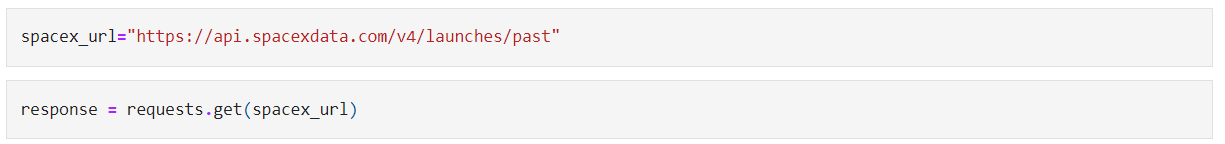 spacex_url="https://api.spacexdata.com/v4/launches/past"
response = requests.get(spacex_url)